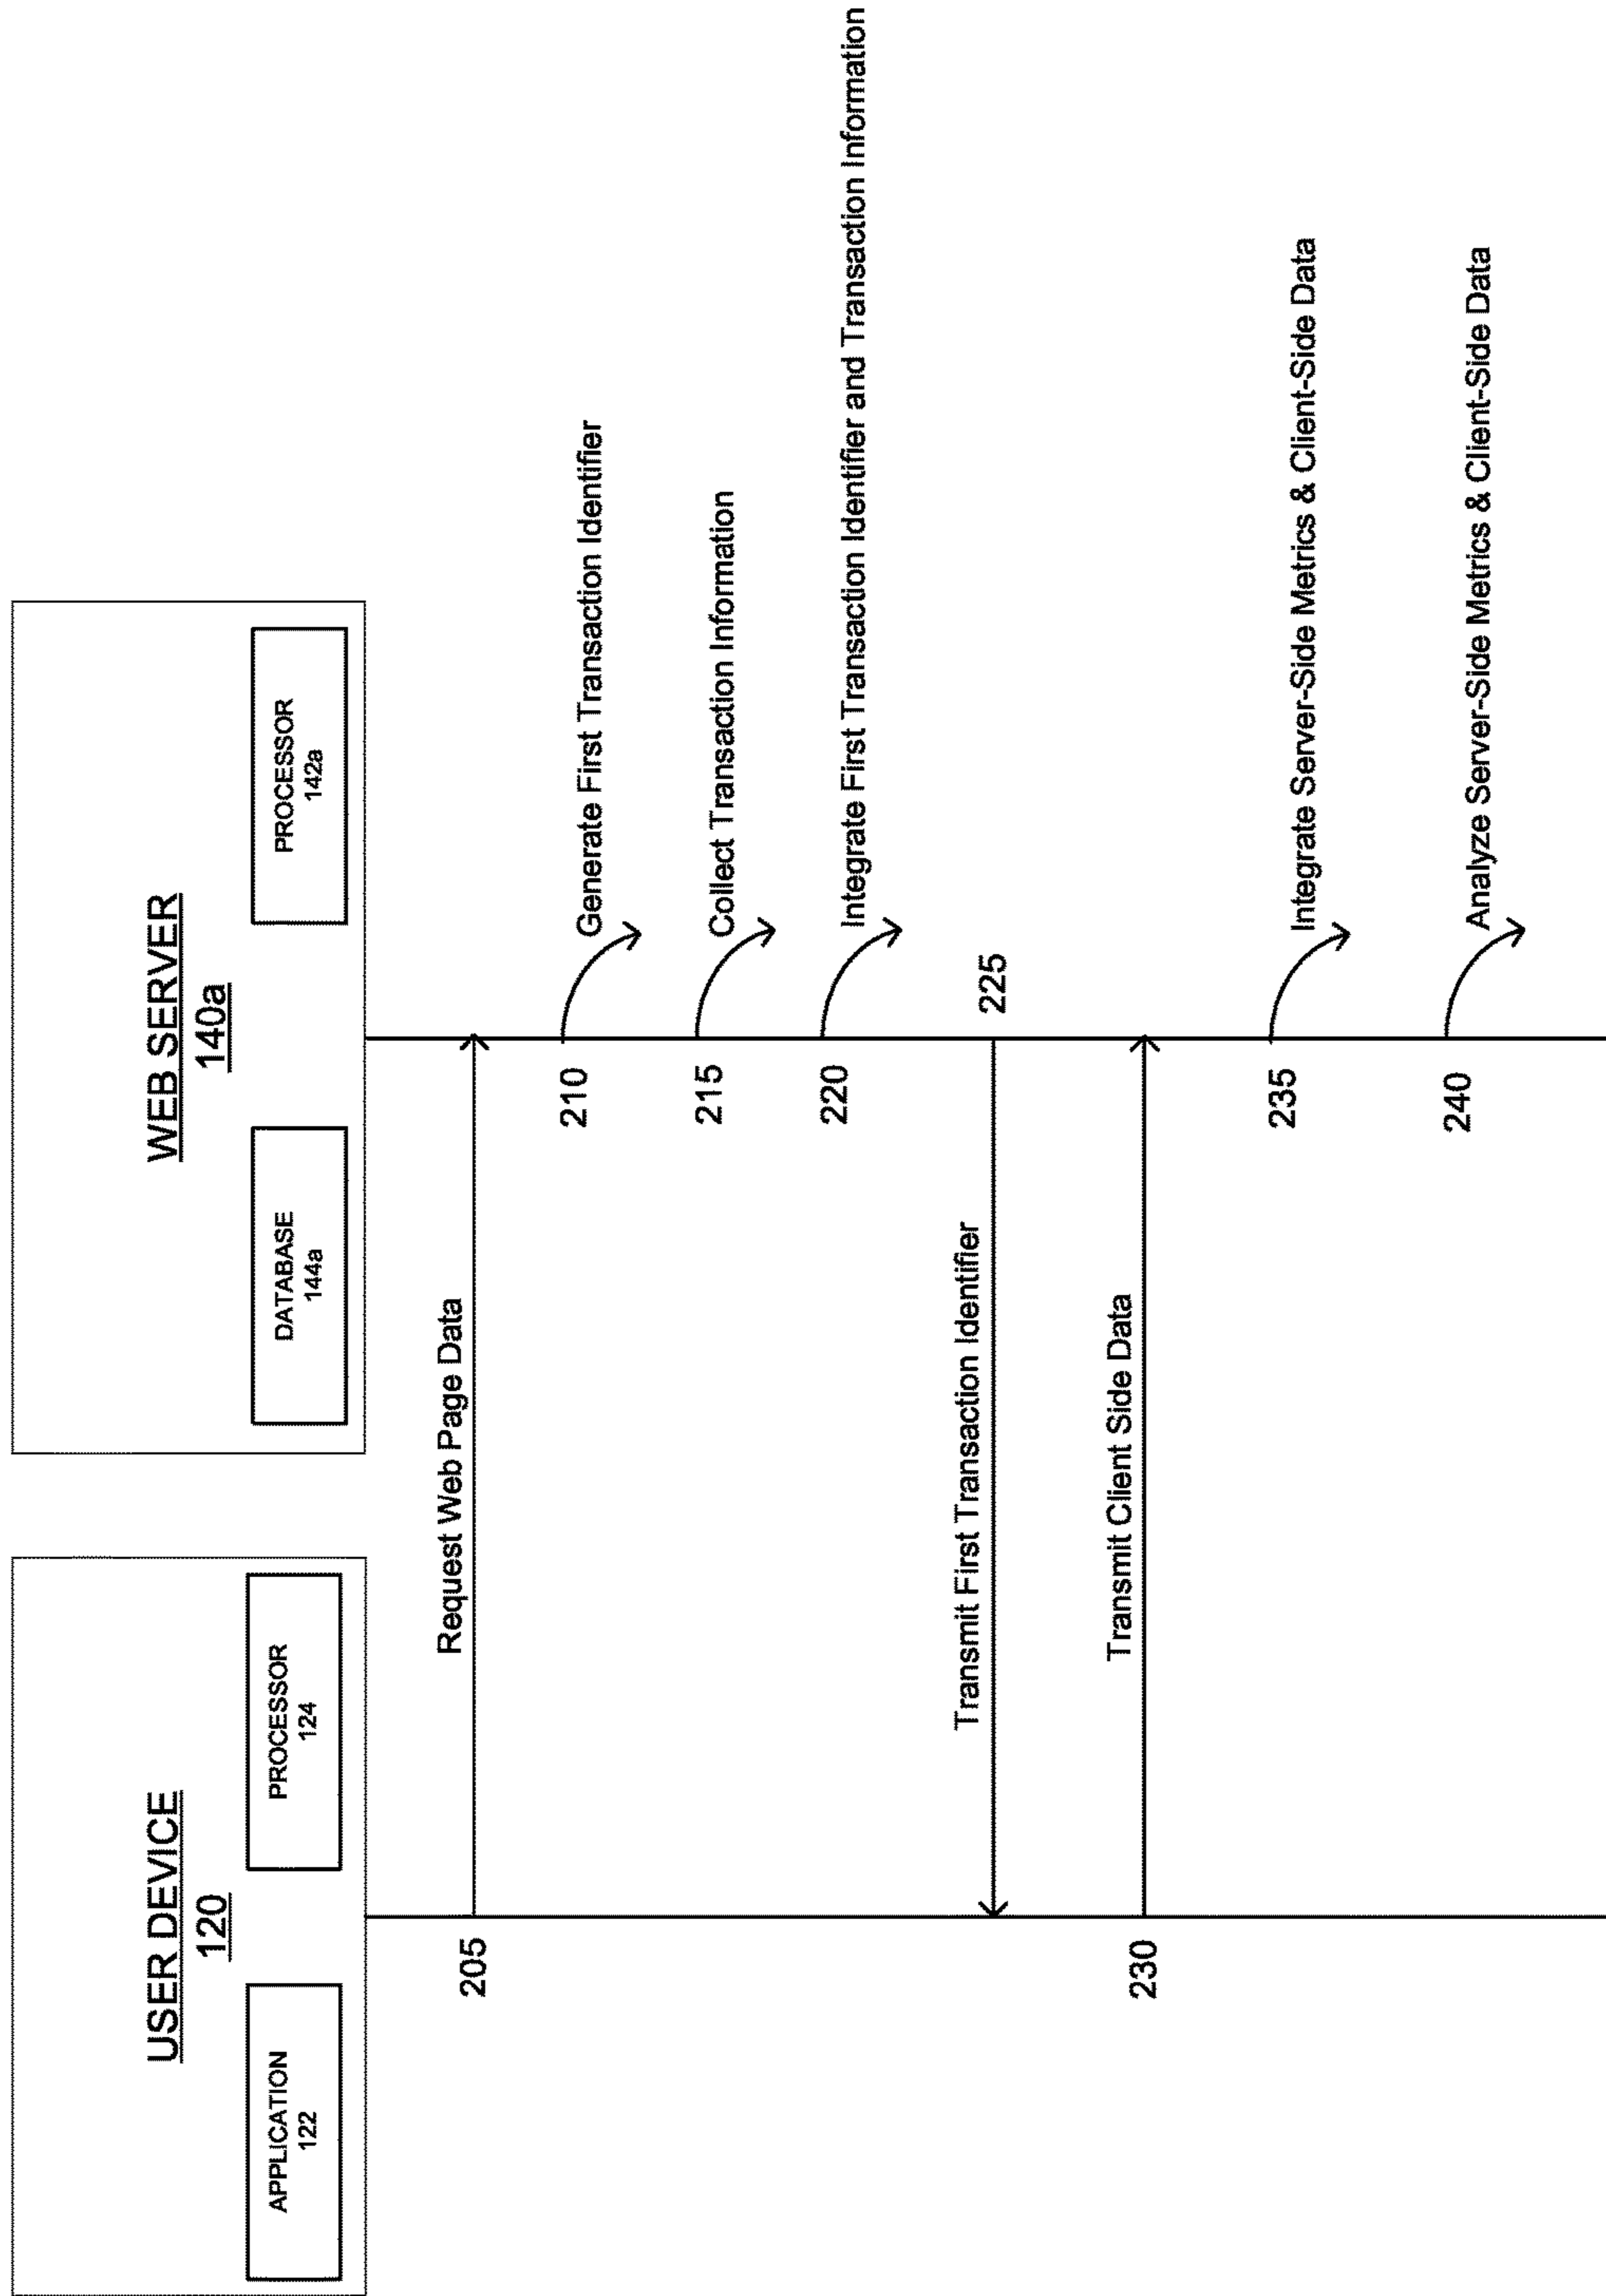 USER DEVICE
120
APPLICATION
122
PROCESSOR
124
WEB SERVER
140a
DATABASE
144a
PROCESSOR
142a
205
Request Web Page Data
210
Generate First Transaction Identifier
215
Collect Transaction Information
220
Integrate First Transaction Identifier and Transaction Information
Transmit First Transaction Identifier
225
230
Transmit Client Side Data
235
Integrate Server-Side Metrics & Client-Side Data
240
Analyze Server-Side Metrics & Client-Side Data